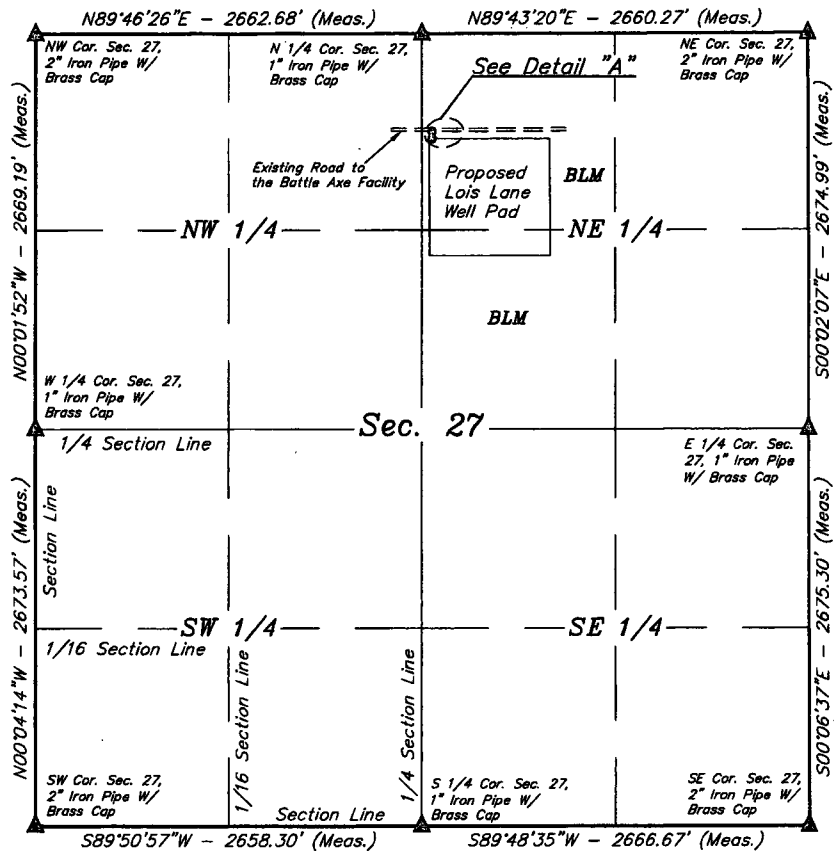 N89°46'26"E - 2662.68' (Meas.)
N89°43'20"E - 2660.27' (Meas.)
NW Cor. Sec. 27,
2" Iron Pipe W/
Brass Cap
N 1/4 Cor. Sec. 27,
1" Iron Pipe W/
Brass Cap
NE Cor. Sec. 27,
2" Iron Pipe W/
Brass Cap
See Detail "A"
Existing Road to
the Battle Axe Facility
Proposed
Lois Lane
Well Pad
BLM
N00°01'52"W - 2669.19' (Meas.)
S00°02'07"E - 2674.99' (Meas.)
NW 1/4
NE 1/4
BLM
W 1/4 Cor. Sec. 27,
1" Iron Pipe W/
Brass Cap
Sec. 27
1/4 Section Line
E 1/4 Cor. Sec.
27, 1" Iron Pipe
W/ Brass Cap
Section Line
N00°04'14"W - 2673.57' (Meas.)
S00°06'37"E - 2675.30' (Meas.)
SW 1/4
SE 1/4
1/16 Section Line
1/16 Section Line
1/4 Section Line
SW Cor. Sec. 27,
2" Iron Pipe W/
Brass Cap
S 1/4 Cor. Sec. 27,
1" Iron Pipe W/
Brass Cap
SE Cor. Sec. 27,
2" Iron Pipe W/
Brass Cap
Section Line
S89°50'57"W - 2658.30' (Meas.)
S89°48'35"W - 2666.67' (Meas.)